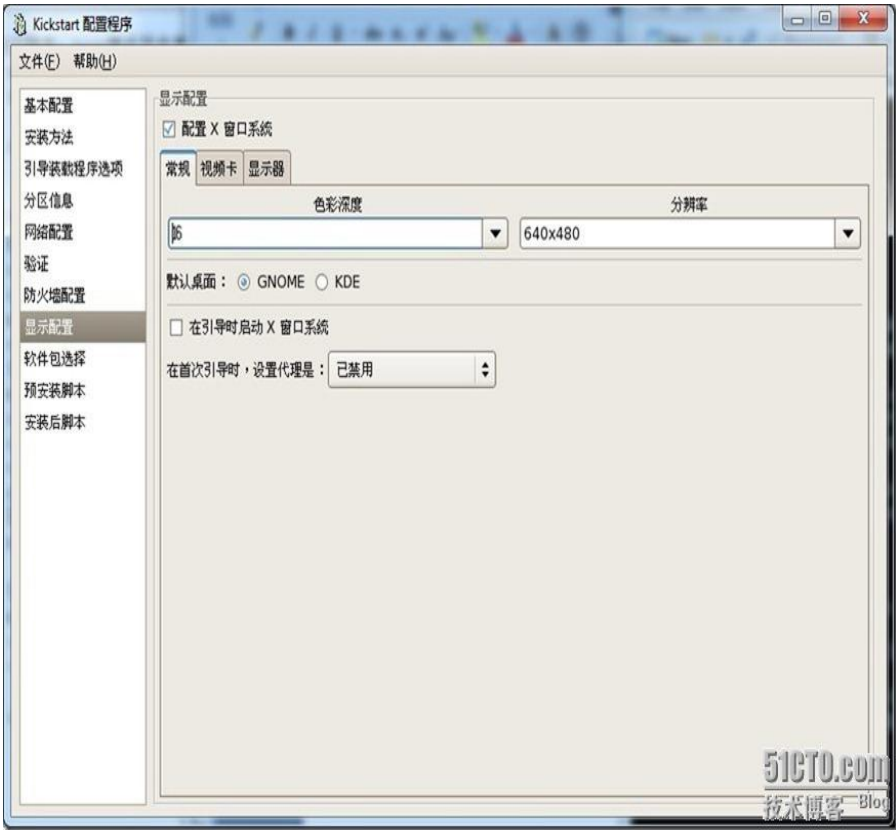 Kickstart 配置程序
文件(F) 帮助(H)
基本配置
安装方法
引导装载程序选项
分区信息
网络配置
验证
防火墙配置
显示配置
软件包选择
预安装脚本
安装后脚本
显示配置
配置 X 窗口系统
常规 视频卡 显示器
色彩深度 分辨率
16 640x480
默认桌面： GNOME KDE
在引导时启动 X 窗口系统
在首次引导时，设置代理是： 已禁用
51CTO.com
技术博客 Blog